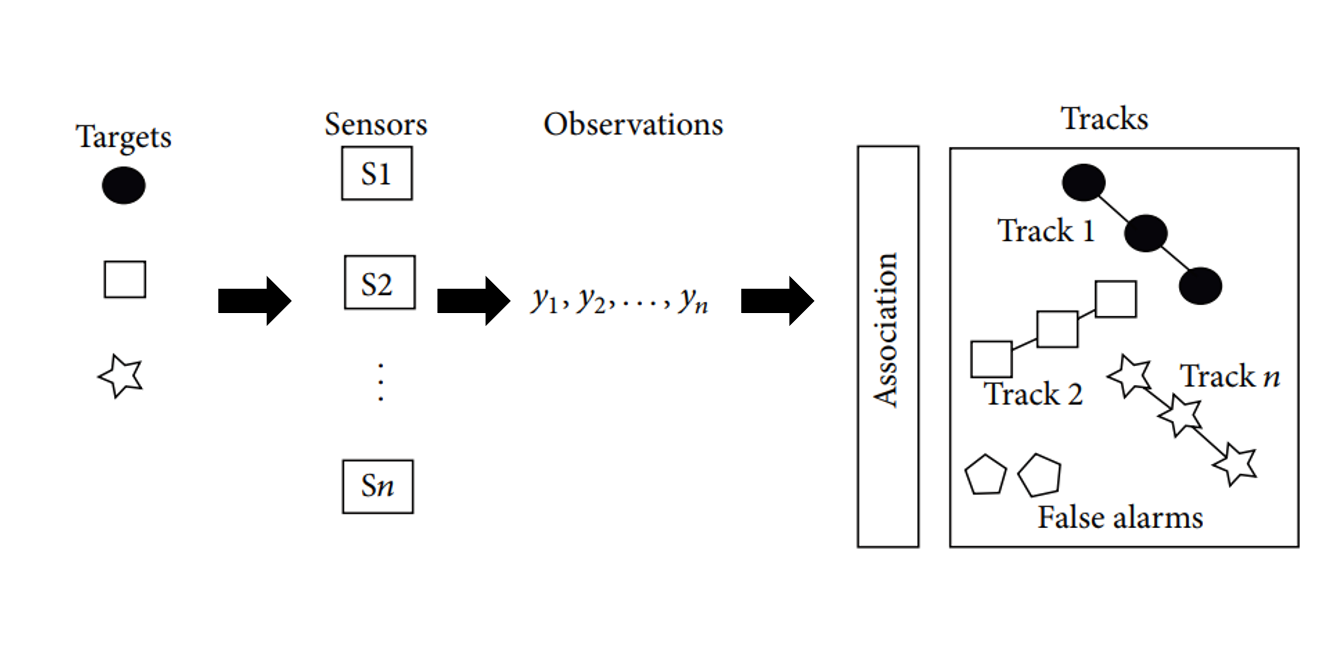 Targets
Sensors
S1
S2
⋮
Sn
Observations
y₁, y₂, . . . , yₙ
Association
Tracks
Track 1
Track 2
Track n
False alarms